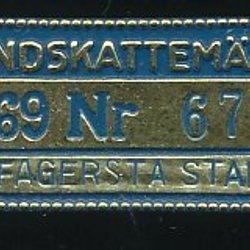 NDSKATTEMÄ
69 Nr 67
FAGERSTA STA